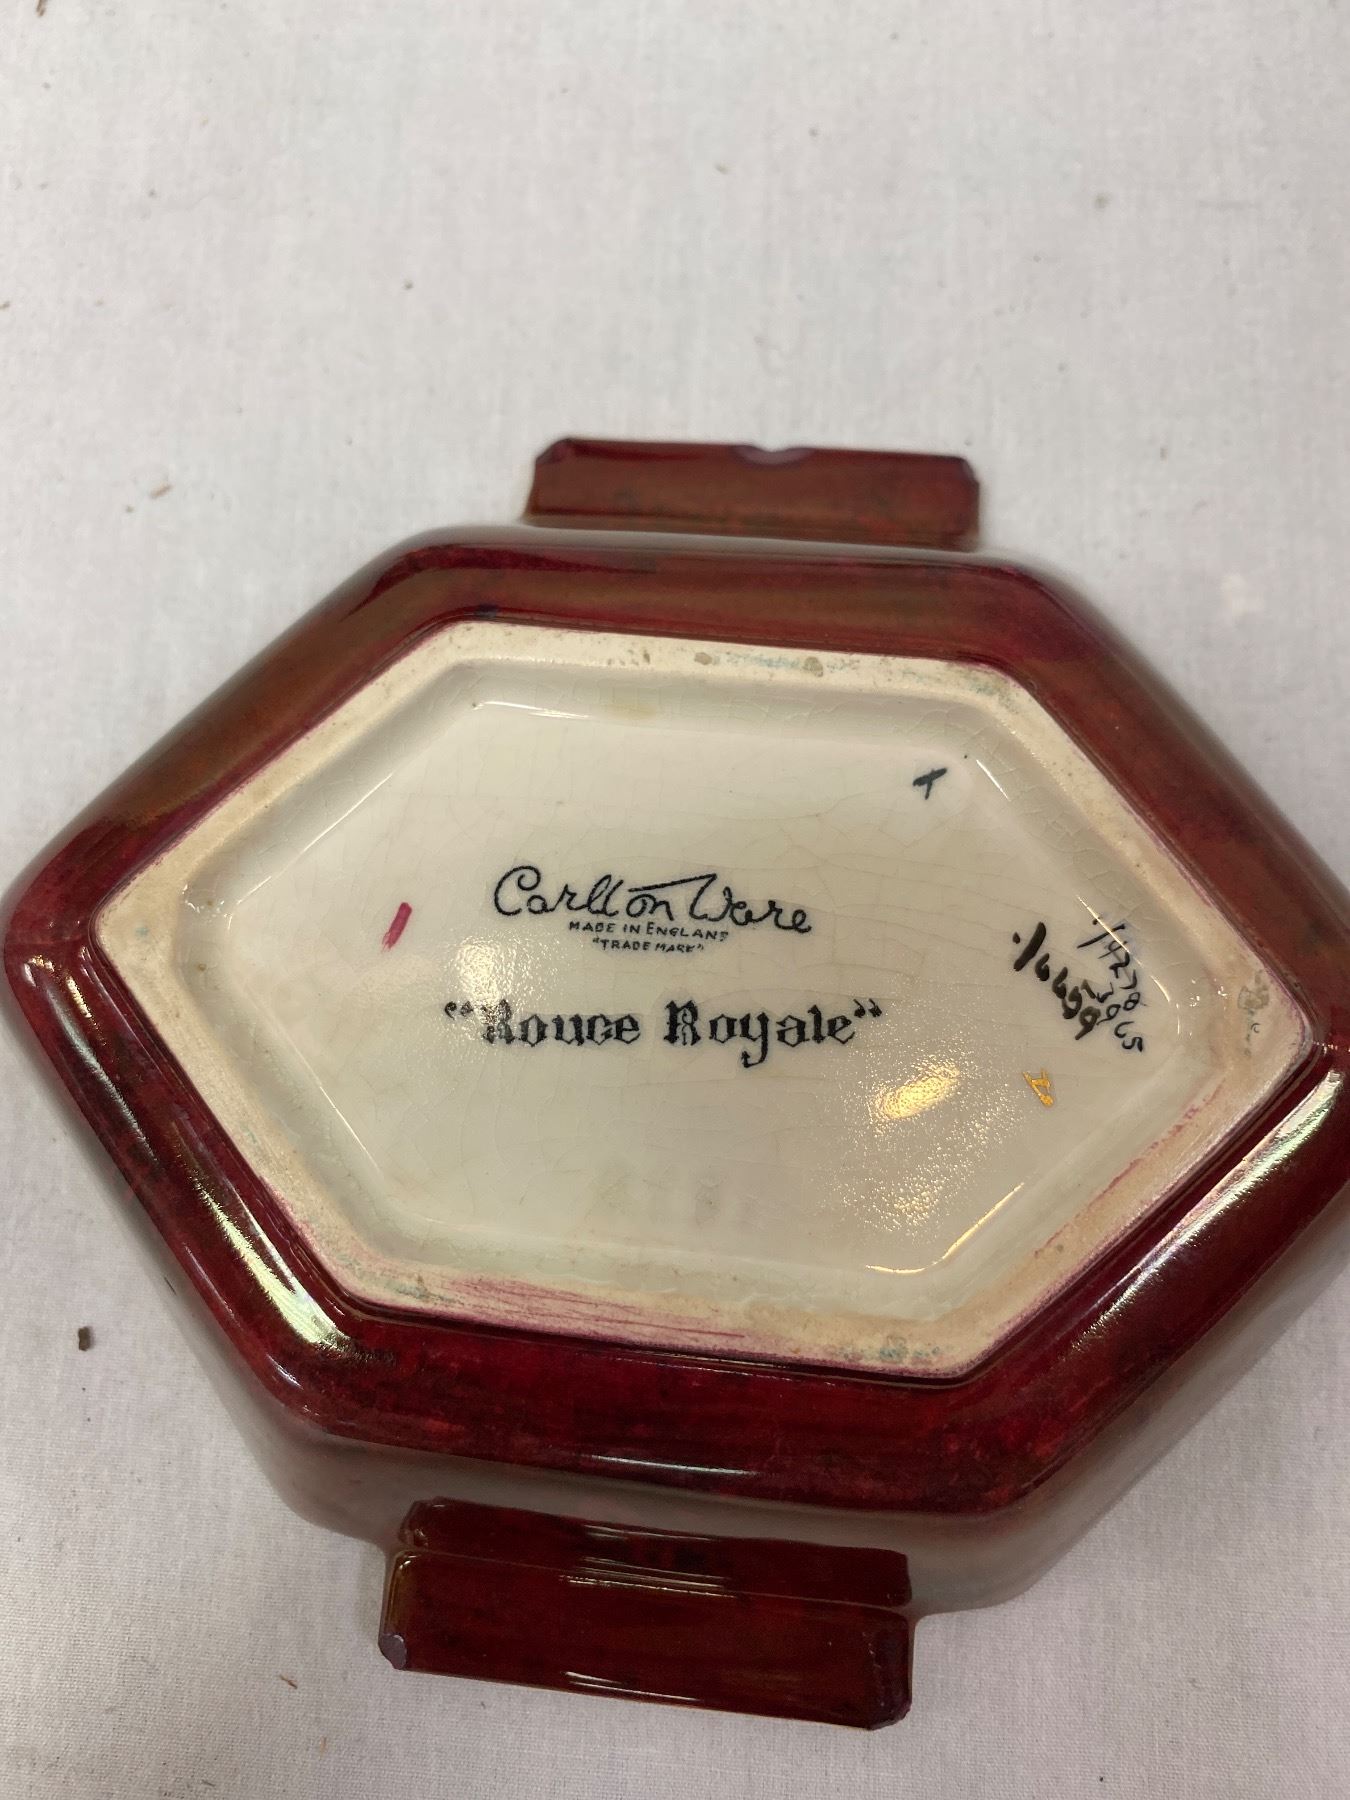 Carlton Ware
MADE IN ENGLAND
"TRADE MARK"
"Rouge Royale"